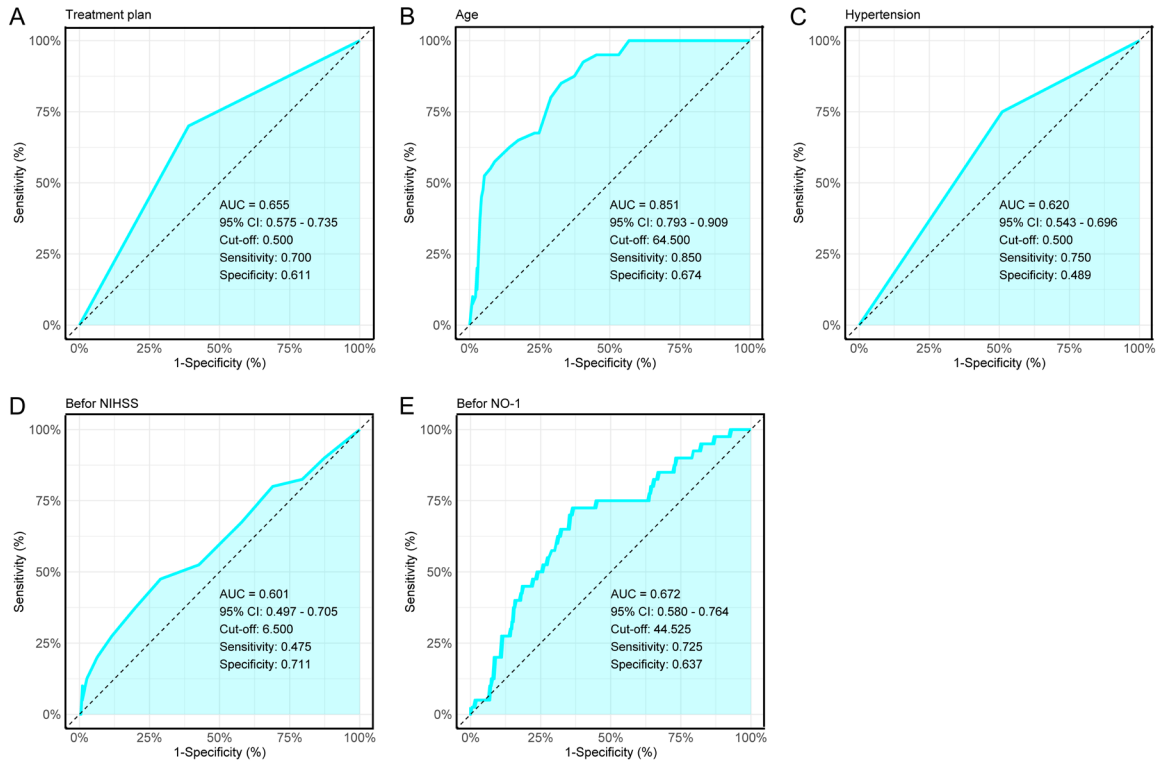 A
Treatment plan
100%
75%
50%
25%
0%
Sensitivity (%)
AUC = 0.655
95% CI: 0.575 - 0.735
Cut-off: 0.500
Sensitivity: 0.700
Specificity: 0.611
0% 25% 50% 75% 100%
1-Specificity (%)
B
Age
100%
75%
50%
25%
0%
Sensitivity (%)
AUC = 0.851
95% CI: 0.793 - 0.909
Cut-off: 64.500
Sensitivity: 0.850
Specificity: 0.674
0% 25% 50% 75% 100%
1-Specificity (%)
C
Hypertension
100%
75%
50%
25%
0%
Sensitivity (%)
AUC = 0.620
95% CI: 0.543 - 0.696
Cut-off: 0.500
Sensitivity: 0.750
Specificity: 0.489
0% 25% 50% 75% 100%
1-Specificity (%)
D
Befor NIHSS
100%
75%
50%
25%
0%
Sensitivity (%)
AUC = 0.601
95% CI: 0.497 - 0.705
Cut-off: 6.500
Sensitivity: 0.475
Specificity: 0.711
0% 25% 50% 75% 100%
1-Specificity (%)
E
Befor NO-1
100%
75%
50%
25%
0%
Sensitivity (%)
AUC = 0.672
95% CI: 0.580 - 0.764
Cut-off: 44.525
Sensitivity: 0.725
Specificity: 0.637
0% 25% 50% 75% 100%
1-Specificity (%)